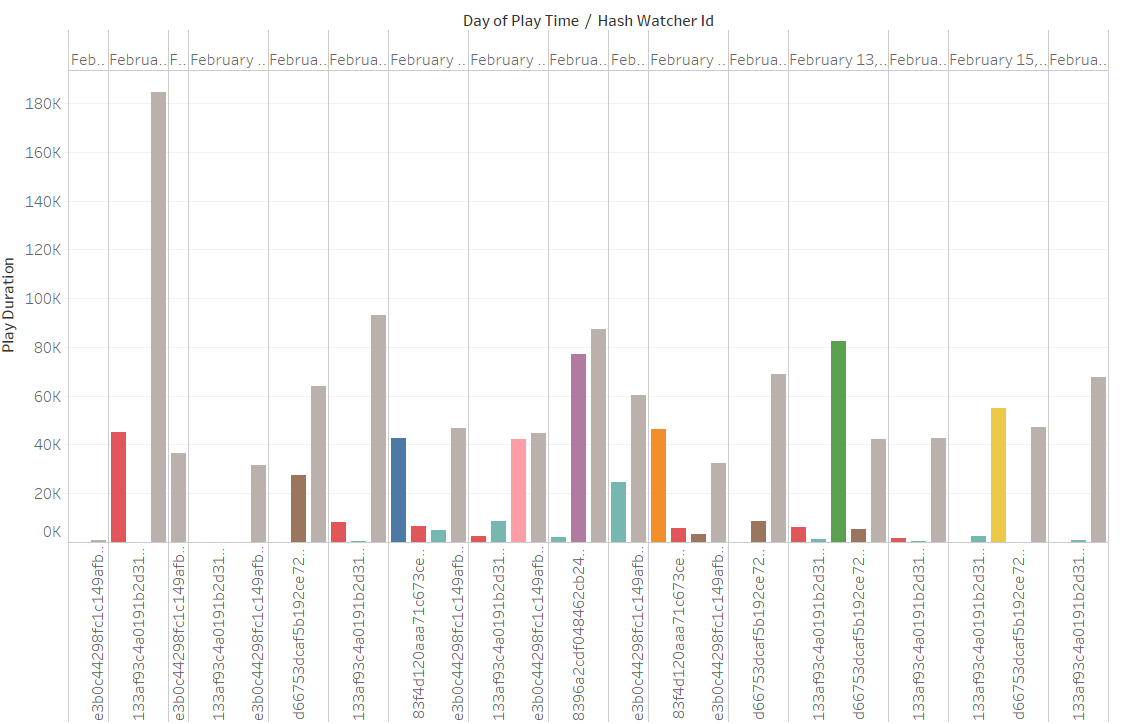 Day of Play Time / Hash Watcher Id
Feb.. Februa.. F.. February .. Februa.. Februa.. February .. February .. Februa.. Feb.. February .. Februa.. February 13,.. Februa.. February 15,.. Februa..
Play Duration
180K
160K
140K
120K
100K
80K
60K
40K
20K
0K
e3b0c44298fc1c149afb..
133af93c4a0191b2d31..
e3b0c44298fc1c149afb..
133af93c4a0191b2d31..
e3b0c44298fc1c149afb..
d66753dcaf5b192ce72..
133af93c4a0191b2d31..
83f4d120aaa71c673ce..
e3b0c44298fc1c149afb..
133af93c4a0191b2d31..
e3b0c44298fc1c149afb..
8396a2cdf048462cb24..
e3b0c44298fc1c149afb..
83f4d120aaa71c673ce..
e3b0c44298fc1c149afb..
d66753dcaf5b192ce72..
133af93c4a0191b2d31..
d66753dcaf5b192ce72..
133af93c4a0191b2d31..
133af93c4a0191b2d31..
d66753dcaf5b192ce72..
133af93c4a0191b2d31..